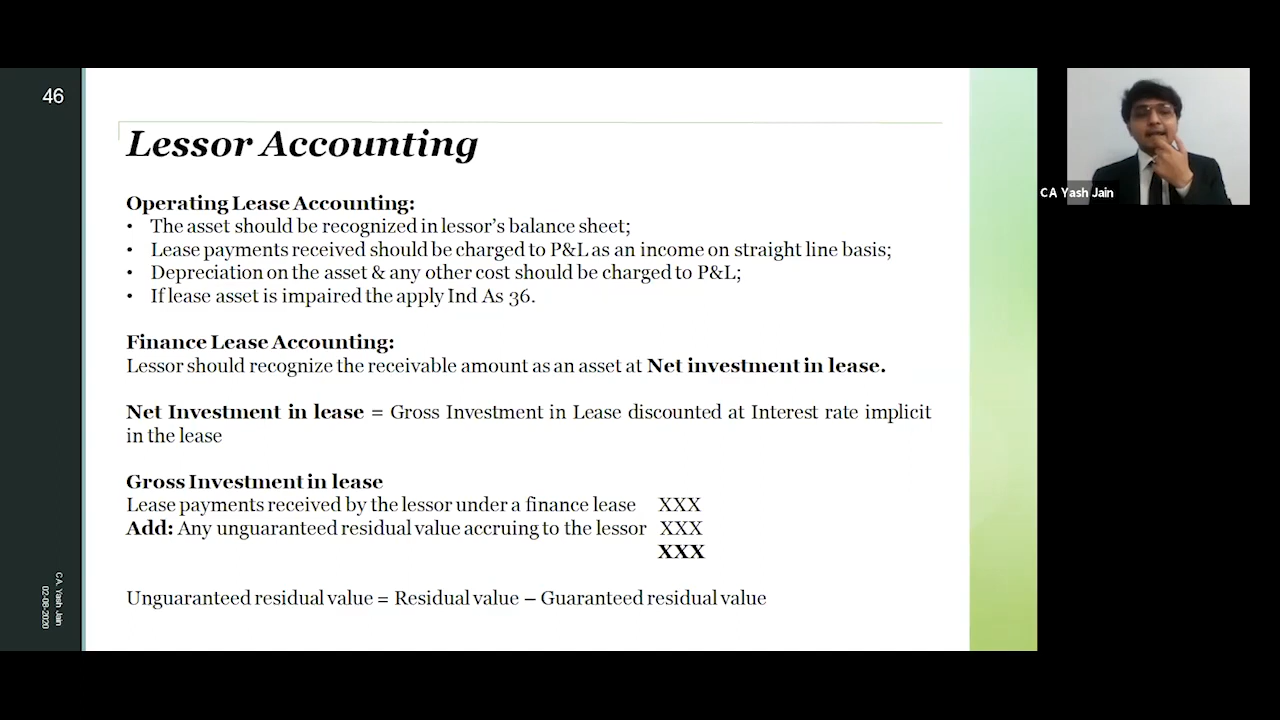 46
Lessor Accounting
Operating Lease Accounting:
• The asset should be recognized in lessor’s balance sheet;
• Lease payments received should be charged to P&L as an income on straight line basis;
• Depreciation on the asset & any other cost should be charged to P&L;
• If lease asset is impaired the apply Ind As 36.
Finance Lease Accounting:
Lessor should recognize the receivable amount as an asset at Net investment in lease.
Net Investment in lease = Gross Investment in Lease discounted at Interest rate implicit
in the lease
Gross Investment in lease
Lease payments received by the lessor under a finance lease XXX
Add: Any unguaranteed residual value accruing to the lessor XXX
XXX
Unguaranteed residual value = Residual value – Guaranteed residual value
C.A. Yash Jain
02-08-2020
CA Yash Jain